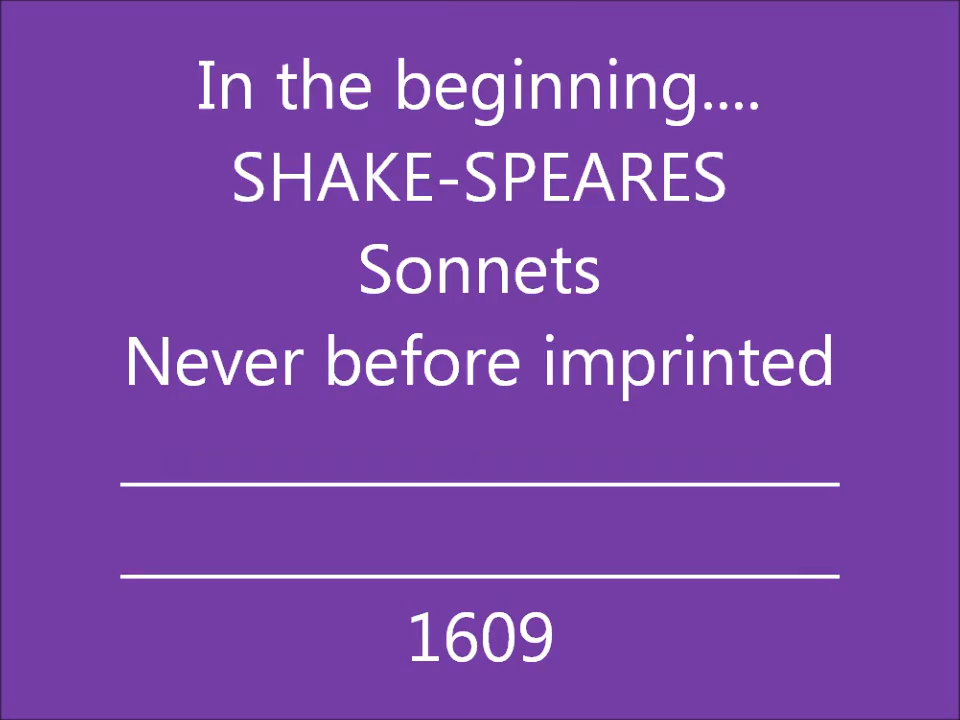 In the beginning....
SHAKE-SPEARES
Sonnets
Never before imprinted
1609